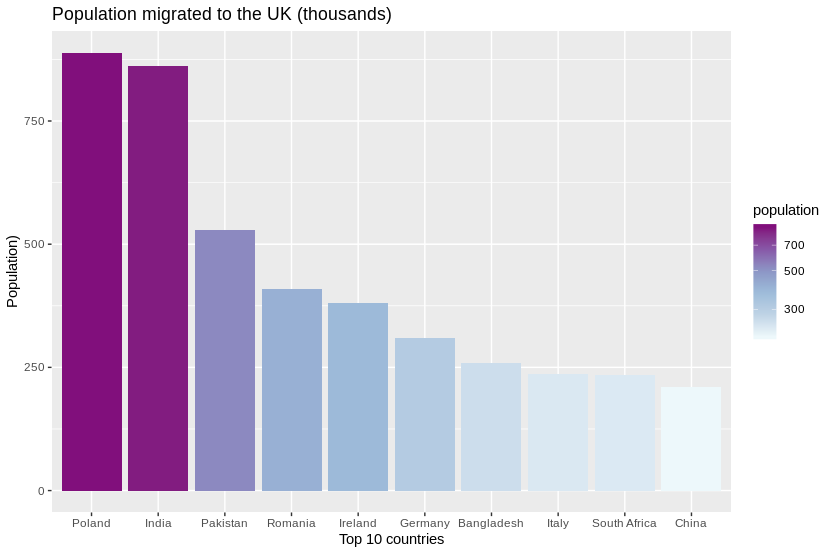 Population migrated to the UK (thousands)
Population)
750
500
250
0
Poland India Pakistan Romania Ireland Germany Bangladesh Italy South Africa China
Top 10 countries
population
700
500
300